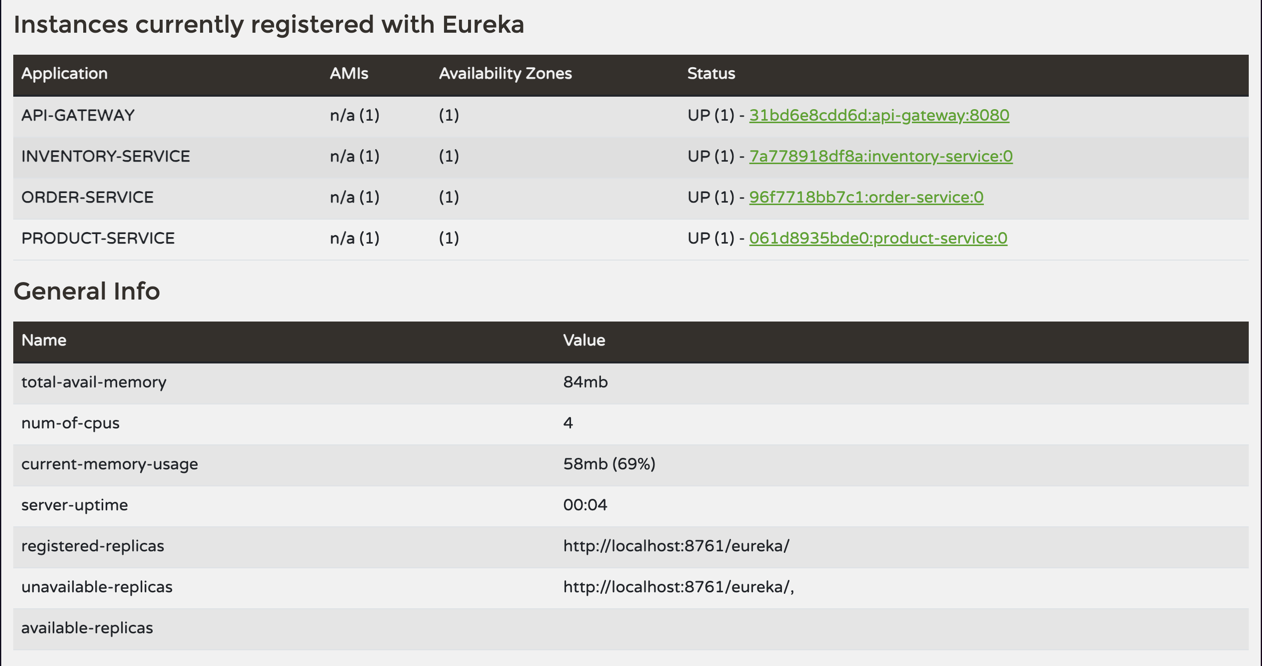 Instances currently registered with Eureka
Application AMIs Availability Zones Status
API-GATEWAY n/a (1) (1) UP (1) - 31bd6e8cdd6d:api-gateway:8080
INVENTORY-SERVICE n/a (1) (1) UP (1) - 7a778918df8a:inventory-service:0
ORDER-SERVICE n/a (1) (1) UP (1) - 96f7718bb7c1:order-service:0
PRODUCT-SERVICE n/a (1) (1) UP (1) - 061d8935bde0:product-service:0
General Info
Name Value
total-avail-memory 84mb
num-of-cpus 4
current-memory-usage 58mb (69%)
server-uptime 00:04
registered-replicas http://localhost:8761/eureka/
unavailable-replicas http://localhost:8761/eureka/,
available-replicas